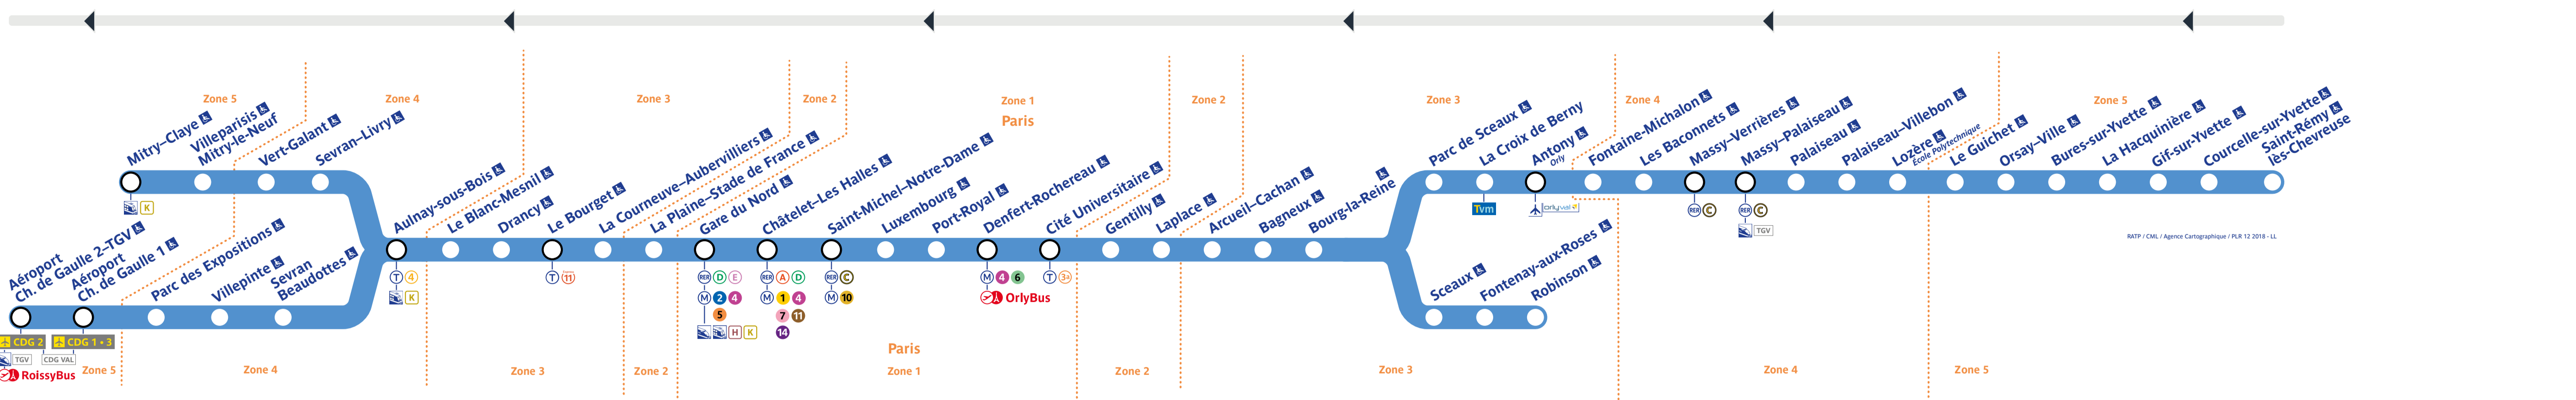 Zone 5
Zone 4
Zone 3
Zone 2
Zone 1
Paris
Zone 2
Zone 3
Zone 4
Zone 5
Mitry–Claye
Villeparisis
Mitry-le-Neuf
Vert-Galant
Sevran–Livry
K
Aéroport
Ch. de Gaulle 2–TGV
Aéroport
Ch. de Gaulle 1
Parc des Expositions
Villepinte
Sevran
Beaudottes
CDG 2
CDG 1 • 3
TGV
CDG VAL
RoissyBus
Aulnay-sous-Bois
T 4
K
Le Blanc-Mesnil
Drancy
Le Bourget
T 11
La Courneuve–Aubervilliers
La Plaine–Stade de France
Gare du Nord
RER D E
M 2 4
5
H K
Châtelet–Les Halles
RER A D
M 1 4
7 11
14
Saint-Michel–Notre-Dame
RER C
M 10
Luxembourg
Port-Royal
Denfert-Rochereau
M 4 6
OrlyBus
Cité Universitaire
T 3a
Gentilly
Laplace
Arcueil–Cachan
Bagneux
Bourg-la-Reine
Parc de Sceaux
La Croix de Berny
Tvm
Antony
Orly
orlyval
Fontaine-Michalon
Les Baconnets
Massy–Verrières
RER C
Massy–Palaiseau
RER C
TGV
Palaiseau
Palaiseau–Villebon
Lozère
École Polytechnique
Le Guichet
Orsay–Ville
Bures-sur-Yvette
La Hacquinière
Gif-sur-Yvette
Courcelle-sur-Yvette
Saint-Rémy
lès-Chevreuse
Sceaux
Fontenay-aux-Roses
Robinson
RATP / CML / Agence Cartographique / PLR 12 2018 - LL
Zone 5
Zone 4
Zone 3
Zone 2
Paris
Zone 1
Zone 2
Zone 3
Zone 4
Zone 5